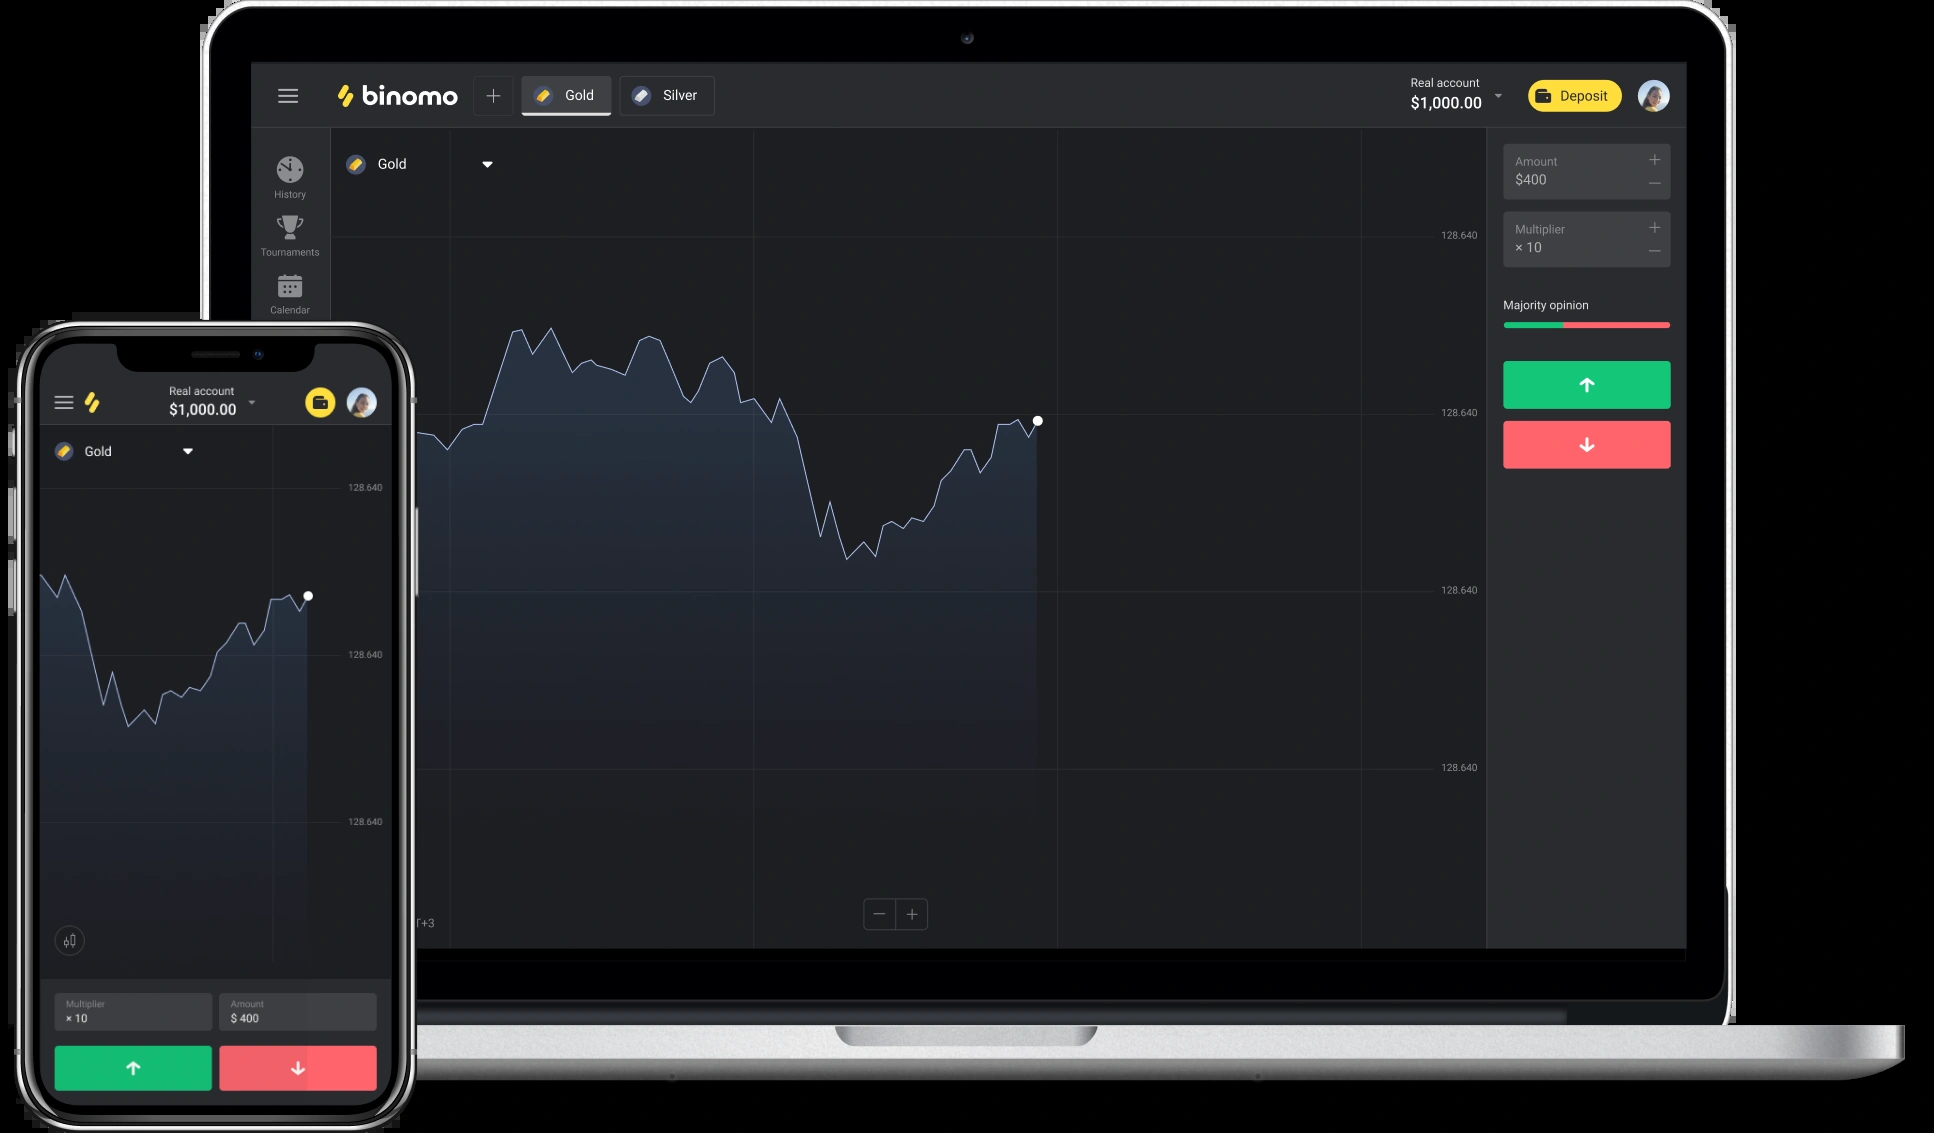 binomo
Gold
Silver
Real account
$1,000.00
Deposit
History
Tournaments
Calendar
Gold
128.640
128.640
128.640
128.640
T+3
Amount
$400
Multiplier
× 10
Majority opinion
Real account
$1,000.00
Gold
128.640
128.640
128.640
Multiplier
× 10
Amount
$ 400